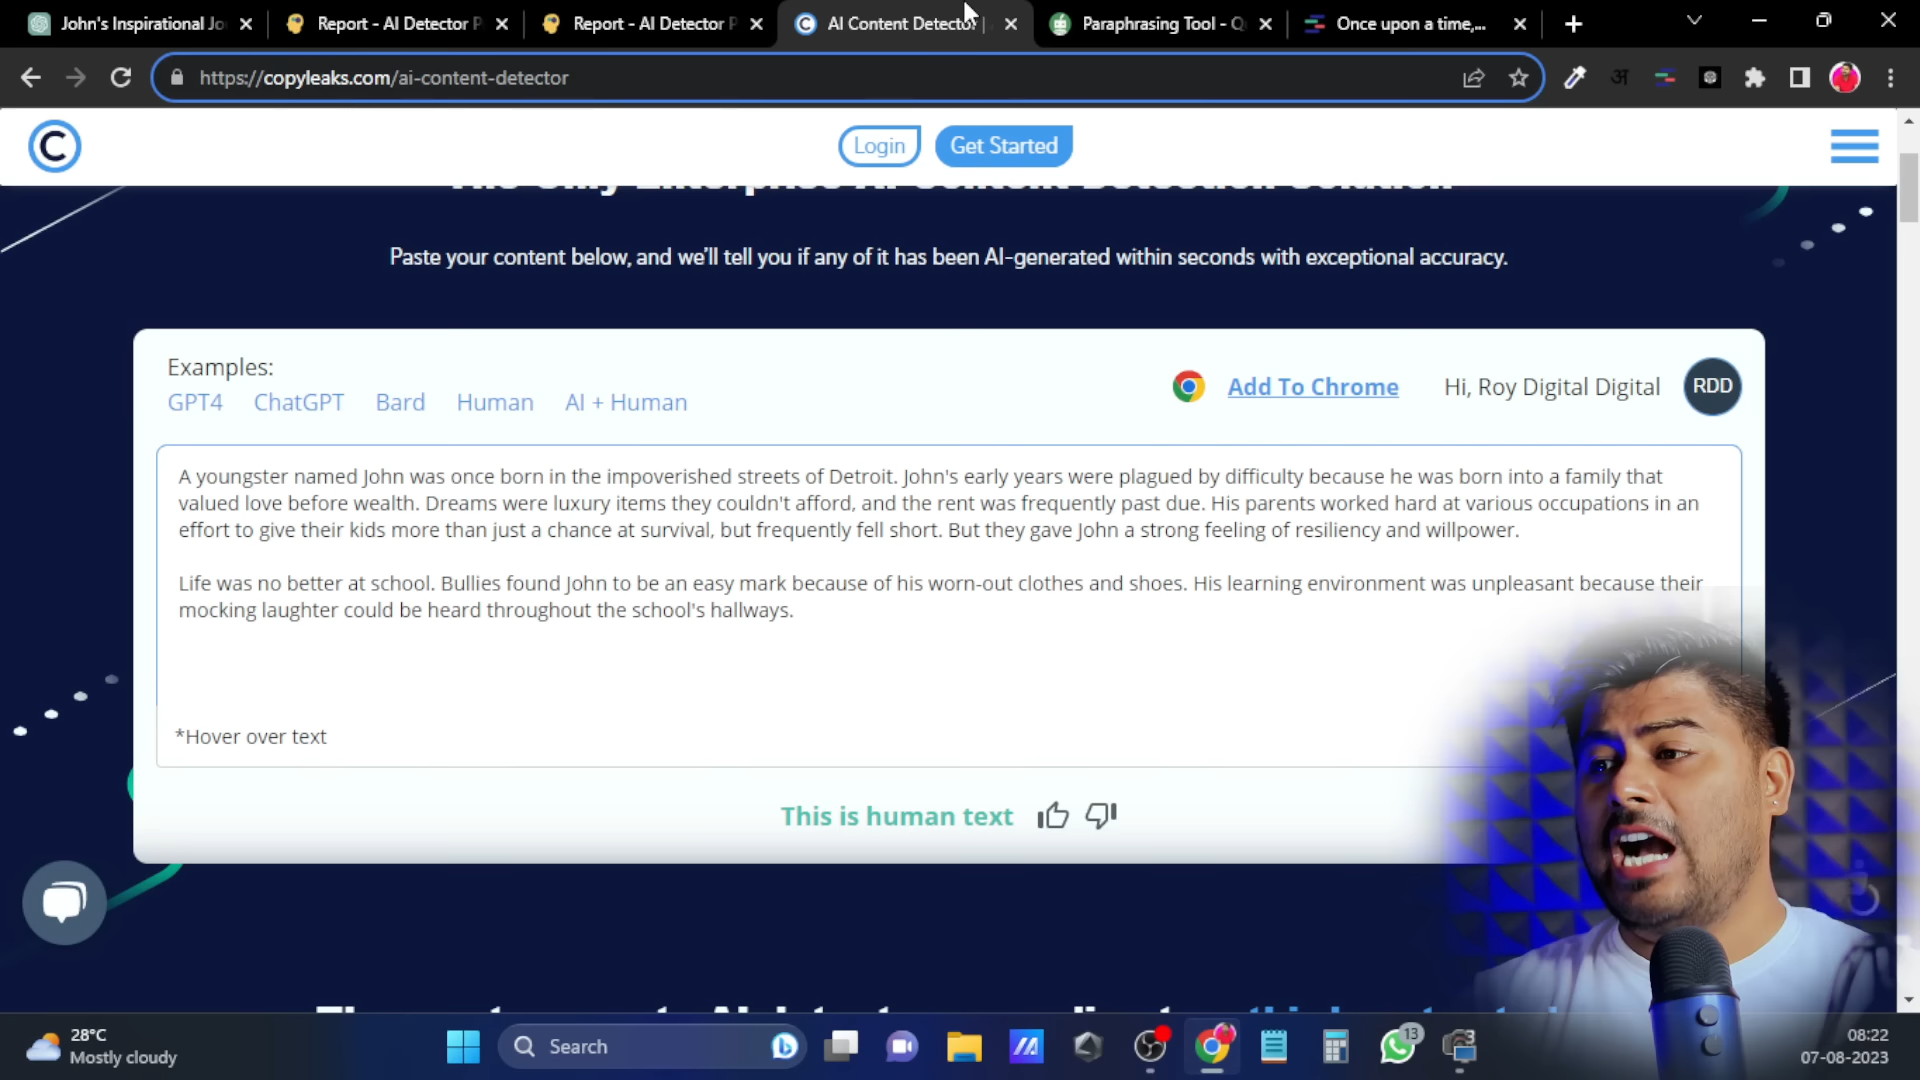 John's Inspirational Jo
Report - AI Detector P
Report - AI Detector P
AI Content Detector |
Paraphrasing Tool - Q
Once upon a time,...
https://copyleaks.com/ai-content-detector
अ
C
Login
Get Started
The Only Enterprise AI Content Detection Solution
Paste your content below, and we'll tell you if any of it has been AI-generated within seconds with exceptional accuracy.
Examples:
GPT4 ChatGPT Bard Human AI + Human
Add To Chrome
Hi, Roy Digital Digital
RDD
A youngster named John was once born in the impoverished streets of Detroit. John's early years were plagued by difficulty because he was born into a family that
valued love before wealth. Dreams were luxury items they couldn't afford, and the rent was frequently past due. His parents worked hard at various occupations in an
effort to give their kids more than just a chance at survival, but frequently fell short. But they gave John a strong feeling of resiliency and willpower.
Life was no better at school. Bullies found John to be an easy mark because of his worn-out clothes and shoes. His learning environment was unpleasant because their
mocking laughter could be heard throughout the school's hallways.
*Hover over text
This is human text
28°C
Mostly cloudy
Search
13
08:22
07-08-2023